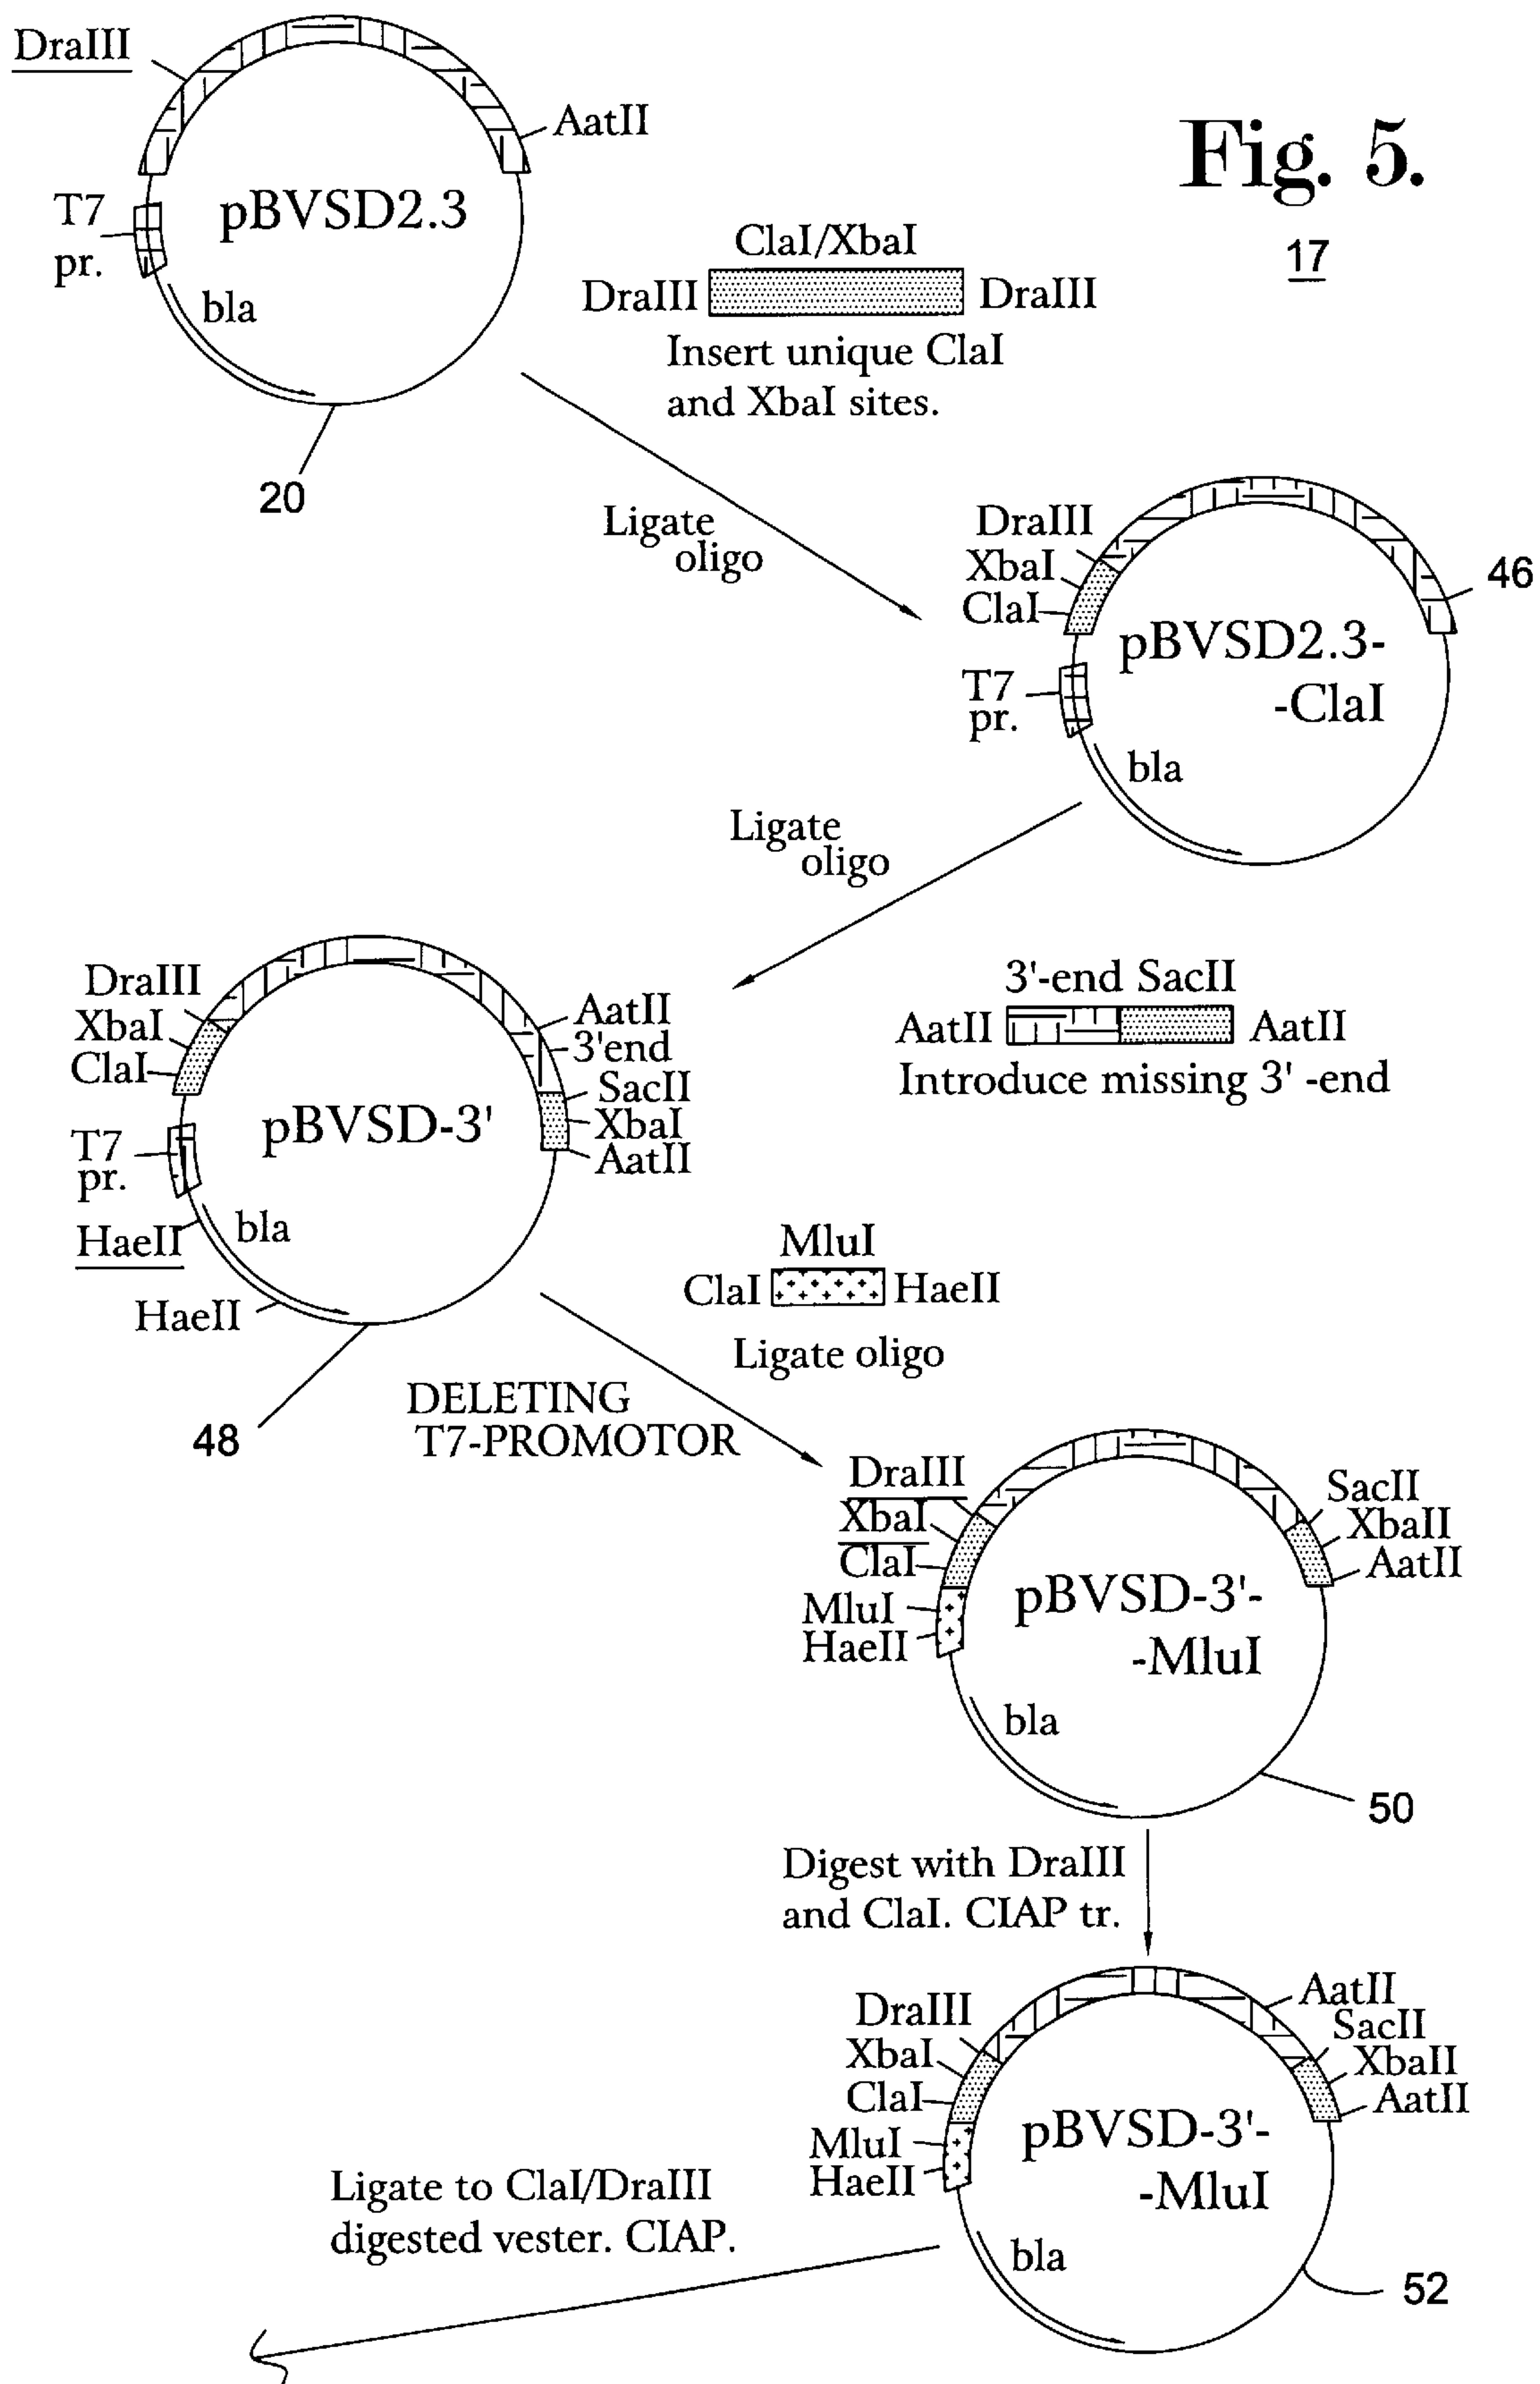 DraIII
AatII
Fig. 5.
17
T7
pr.
pBVSD2.3
bla
20
ClaI/XbaI
DraIII DraIII
Insert unique ClaI
and XbaI sites.
Ligate
oligo
DraIII
XbaI
ClaI
46
pBVSD2.3-
-ClaI
T7
pr.
bla
Ligate
oligo
DraIII
XbaI
ClaI
AatII
3'end
SacII
XbaI
AatII
pBVSD-3'
T7
pr.
HaeII
bla
HaeII
48
3'-end SacII
AatII AatII
Introduce missing 3' -end
MluI
ClaI HaeII
Ligate oligo
DELETING
T7-PROMOTOR
DraIII
XbaI
ClaI
MluI
HaeII
SacII
XbaII
AatII
pBVSD-3'-
-MluI
bla
50
Digest with DraIII
and ClaI. CIAP tr.
DraIII
XbaI
ClaI
MluI
HaeII
AatII
SacII
XbaII
AatII
pBVSD-3'-
-MluI
bla
52
Ligate to ClaI/DraIII
digested vester. CIAP.